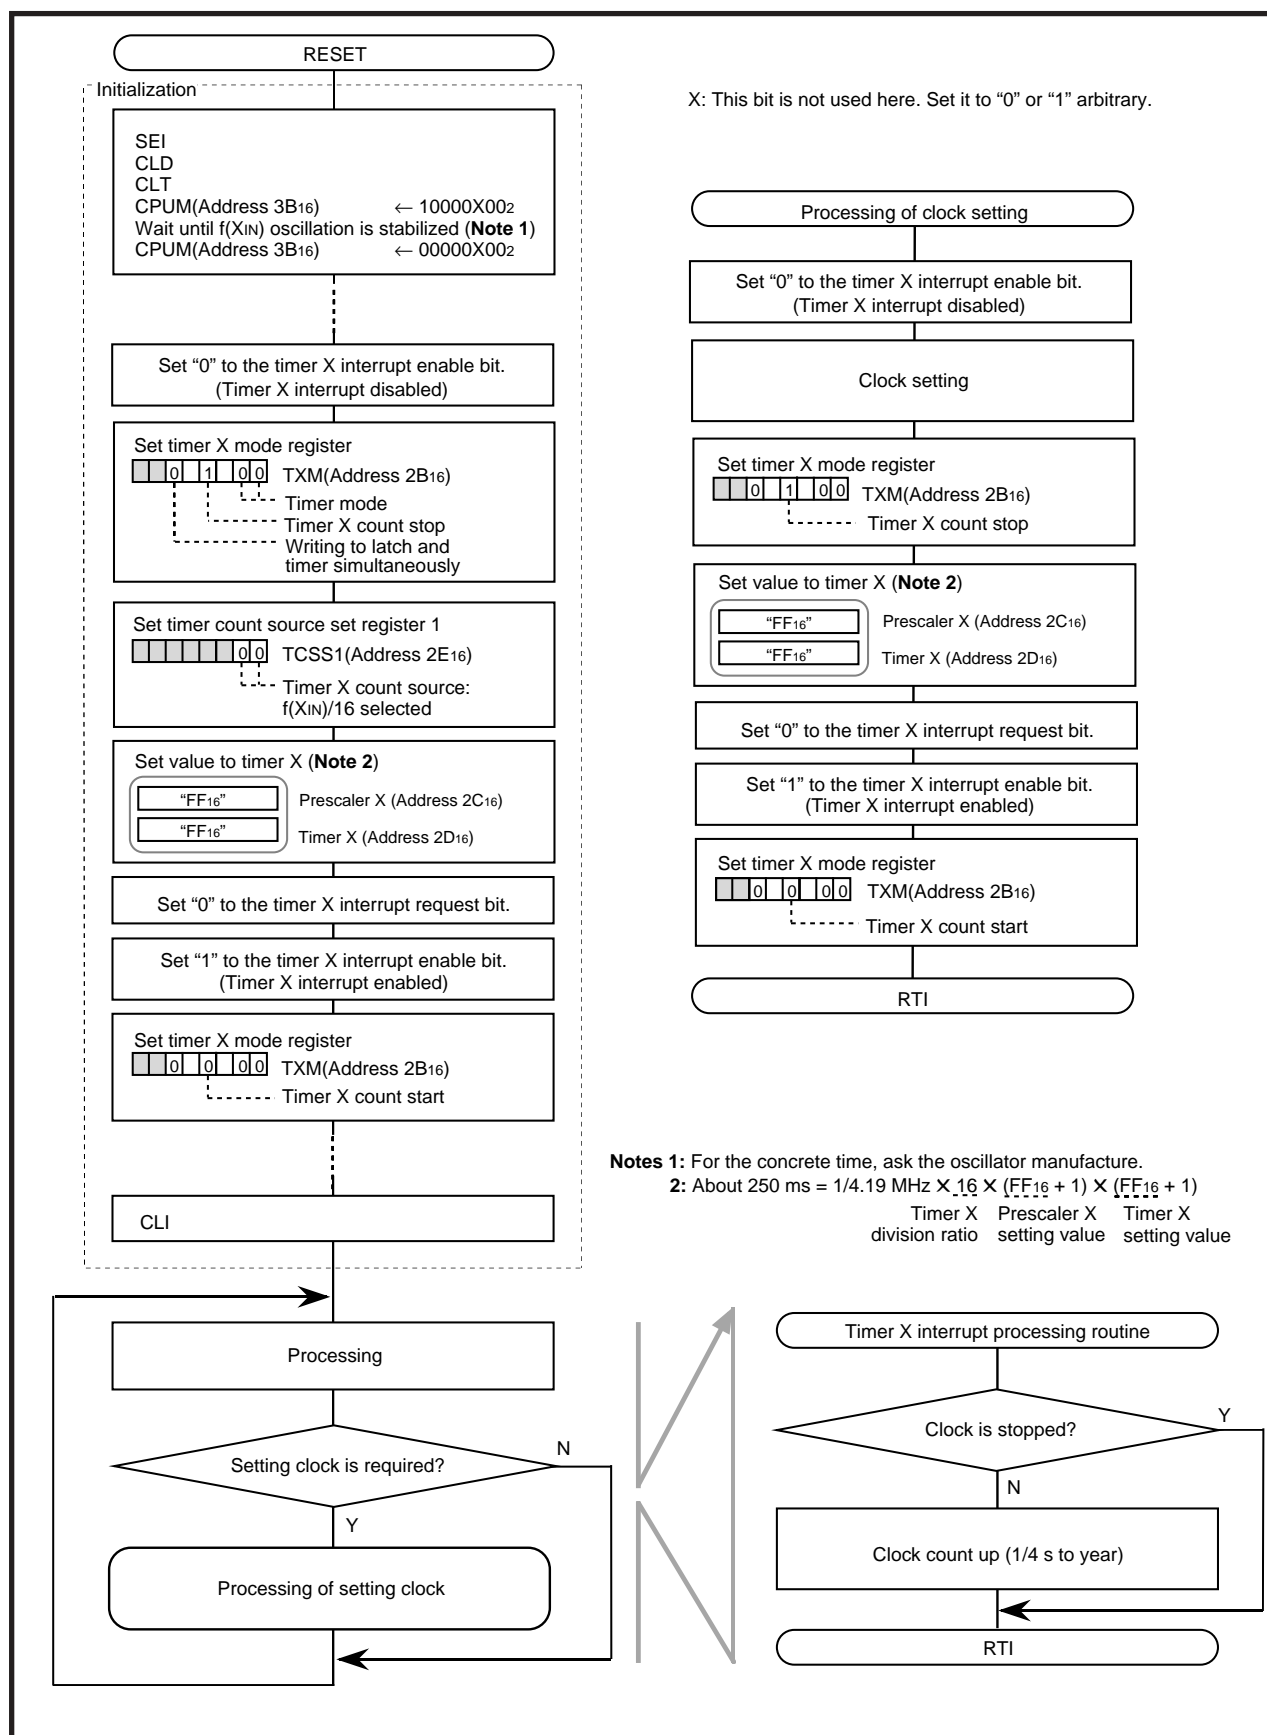 RESET
Initialization
SEI
CLD
CLT
CPUM(Address 3B16) ← 10000X002
Wait until f(XIN) oscillation is stabilized (Note 1)
CPUM(Address 3B16) ← 00000X002
Set “0” to the timer X interrupt enable bit.
(Timer X interrupt disabled)
Set timer X mode register
0 1 0 0 TXM(Address 2B16)
Timer mode
Timer X count stop
Writing to latch and
timer simultaneously
Set timer count source set register 1
0 0 TCSS1(Address 2E16)
Timer X count source:
f(XIN)/16 selected
Set value to timer X (Note 2)
“FF16” Prescaler X (Address 2C16)
“FF16” Timer X (Address 2D16)
Set “0” to the timer X interrupt request bit.
Set “1” to the timer X interrupt enable bit.
(Timer X interrupt enabled)
Set timer X mode register
0 0 0 0 TXM(Address 2B16)
Timer X count start
CLI
Processing
Setting clock is required?
N
Y
Processing of setting clock
X: This bit is not used here. Set it to “0” or “1” arbitrary.
Processing of clock setting
Set “0” to the timer X interrupt enable bit.
(Timer X interrupt disabled)
Clock setting
Set timer X mode register
0 1 0 0 TXM(Address 2B16)
Timer X count stop
Set value to timer X (Note 2)
“FF16” Prescaler X (Address 2C16)
“FF16” Timer X (Address 2D16)
Set “0” to the timer X interrupt request bit.
Set “1” to the timer X interrupt enable bit.
(Timer X interrupt enabled)
Set timer X mode register
0 0 0 0 TXM(Address 2B16)
Timer X count start
RTI
Notes 1: For the concrete time, ask the oscillator manufacture.
2: About 250 ms = 1/4.19 MHz × 16 × (FF16 + 1) × (FF16 + 1)
Timer X Prescaler X Timer X
division ratio setting value setting value
Timer X interrupt processing routine
Clock is stopped?
Y
N
Clock count up (1/4 s to year)
RTI